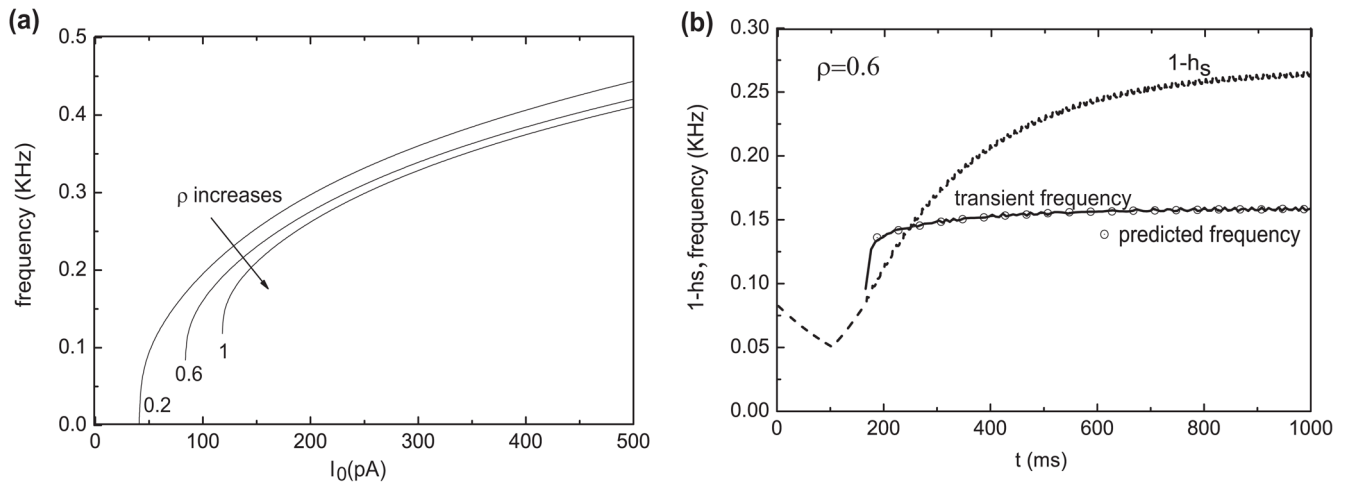 (a)
0.5
0.4
0.3
0.2
0.1
0.0
frequency (KHz)
ρ increases
0.2
0.6
1
0 100 200 300 400 500
I0(pA)
(b)
0.30
0.25
0.20
0.15
0.10
0.05
0.00
1-hs, frequency (KHz)
ρ=0.6
1-hs
transient frequency
predicted frequency
0 200 400 600 800 1000
t (ms)